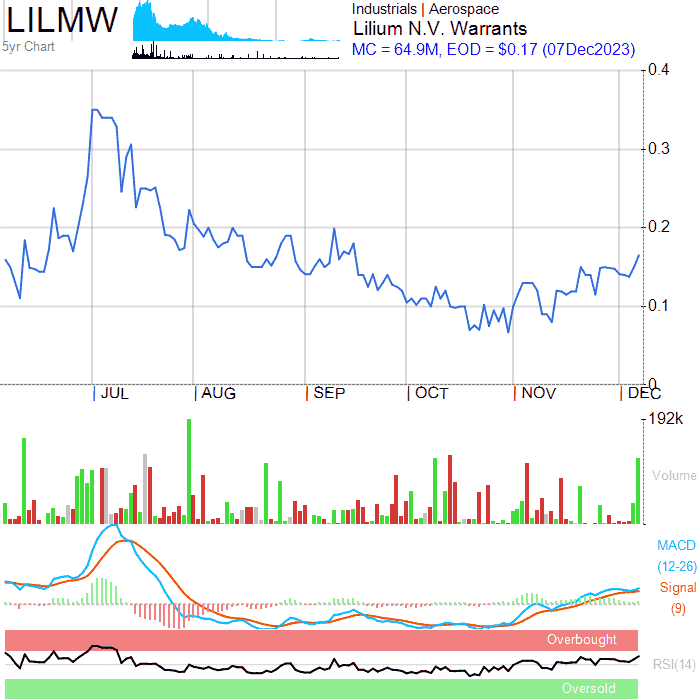 LILMW
5yr Chart
Industrials | Aerospace
Lilium N.V. Warrants
MC = 64.9M, EOD = $0.17 (07Dec2023)
0.4
0.3
0.2
0.1
0
JUL AUG SEP OCT NOV DEC
192k
Volume
MACD
(12-26)
Signal
(9)
Overbought
RSI(14)
Oversold